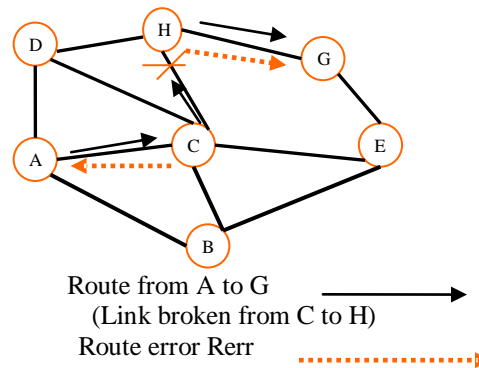 H
D
G
C
E
A
B
Route from A to G
(Link broken from C to H)
Route error Rerr